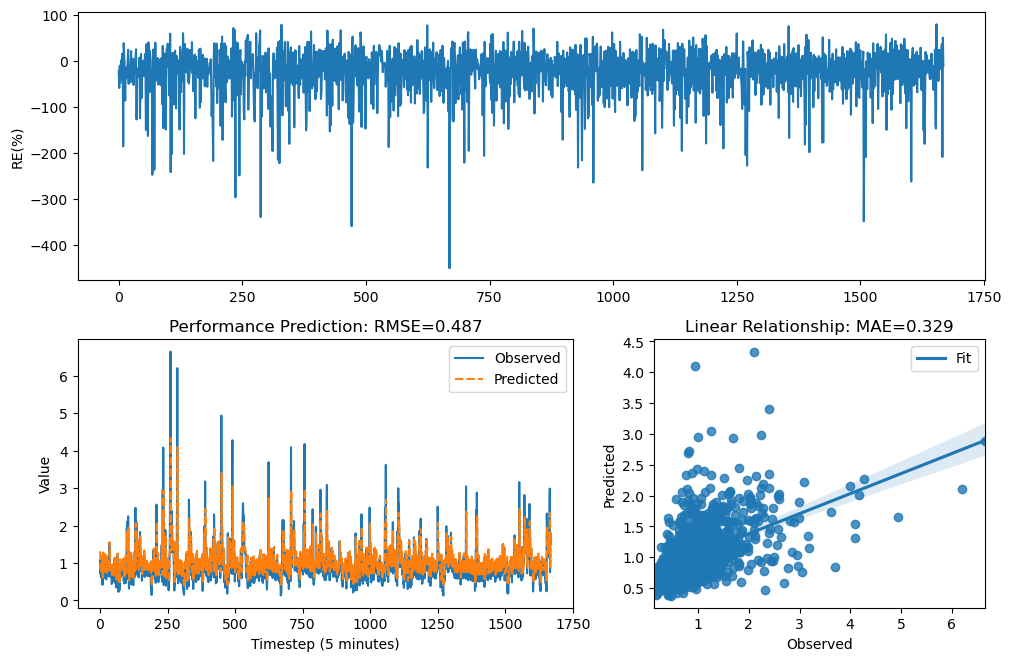 100
0
−100
−200
−300
−400
RE(%)
0 250 500 750 1000 1250 1500 1750
Performance Prediction: RMSE=0.487
Observed
Predicted
6
5
4
3
2
1
0
Value
0 250 500 750 1000 1250 1500 1750
Timestep (5 minutes)
Linear Relationship: MAE=0.329
Fit
4.5
4.0
3.5
3.0
2.5
2.0
1.5
1.0
0.5
Predicted
1 2 3 4 5 6
Observed